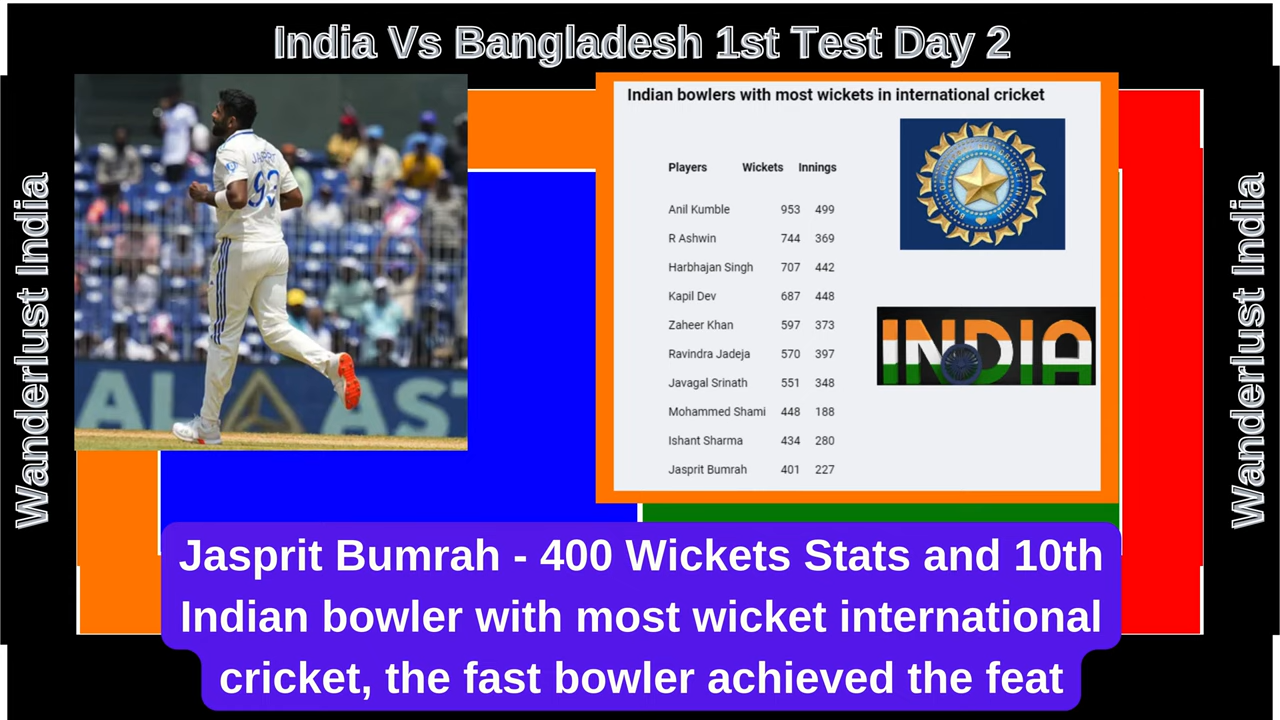 India Vs Bangladesh 1st Test Day 2
Wanderlust India
JASPRIT
93
AL AST
Indian bowlers with most wickets in international cricket
Players Wickets Innings
Anil Kumble 953 499
R Ashwin 744 369
Harbhajan Singh 707 442
Kapil Dev 687 448
Zaheer Khan 597 373
Ravindra Jadeja 570 397
Javagal Srinath 551 348
Mohammed Shami 448 188
Ishant Sharma 434 280
Jasprit Bumrah 401 227
INDIA
Wanderlust India
Jasprit Bumrah - 400 Wickets Stats and 10th
Indian bowler with most wicket international
cricket, the fast bowler achieved the feat